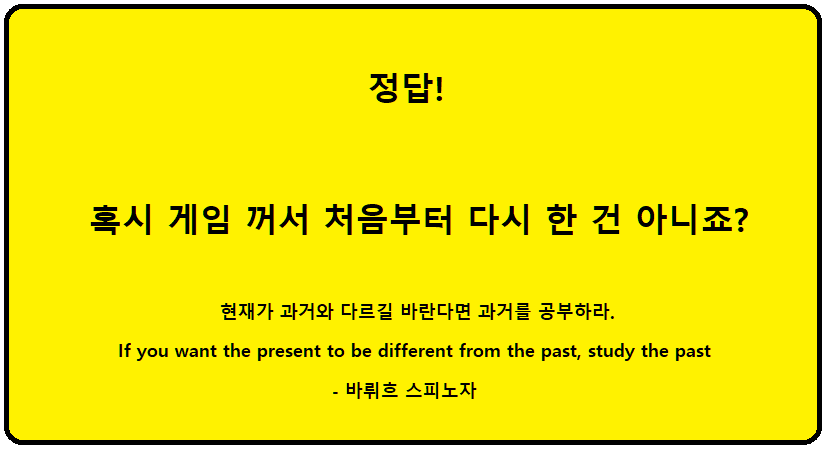 정답!
혹시 게임 꺼서 처음부터 다시 한 건 아니죠?
현재가 과거와 다르길 바란다면 과거를 공부하라.
If you want the present to be different from the past, study the past
- 바뤼흐 스피노자